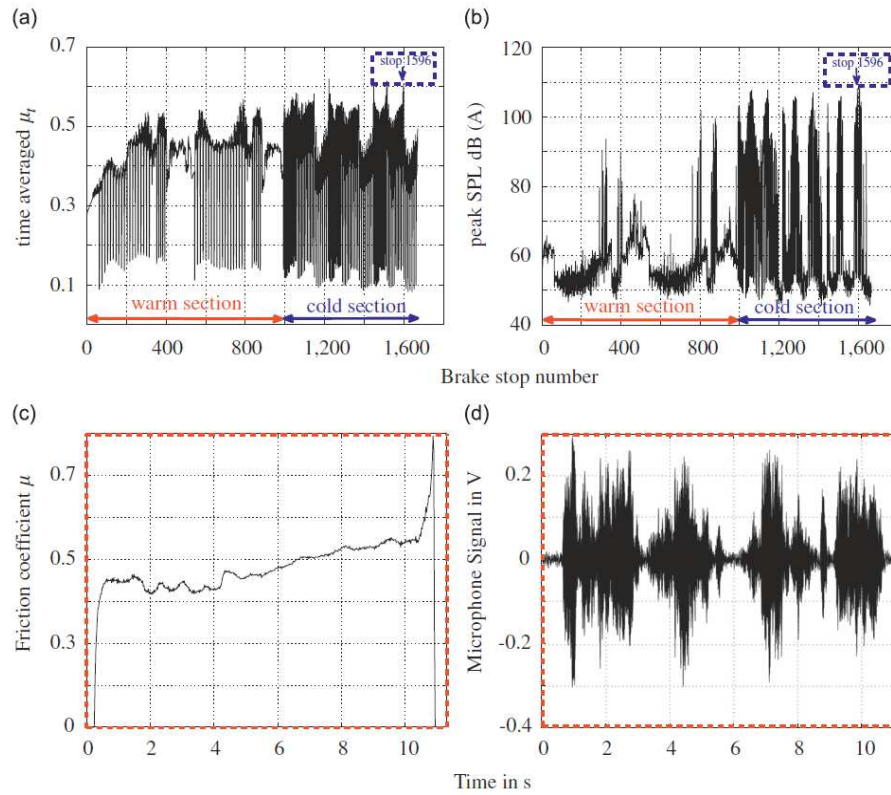 (a)
0.7
0.5
0.3
0.1
time averaged μt
stop 1596
warm section
cold section
0
400
800
1,200
1,600
(b)
120
100
80
60
40
peak SPL dB (A)
stop 1596
warm section
cold section
0
400
800
1,200
1,600
Brake stop number
(c)
0.7
0.5
0.3
0
Friction coefficient μ
0
2
4
6
8
10
(d)
0.2
0
-0.2
-0.4
Microphone Signal in V
0
2
4
6
8
10
Time in s